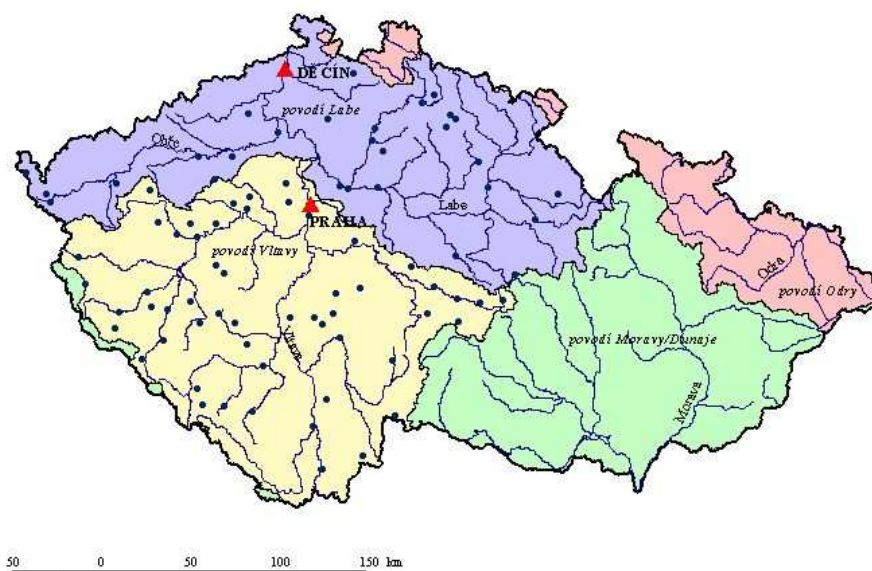 DĚČÍN
povodí Labe
Ohře
Labe
PRAHA
povodí Vltavy
Odra
povodí Odry
Vltava
povodí Moravy/Dunaje
Morava
50 0 50 100 150 km